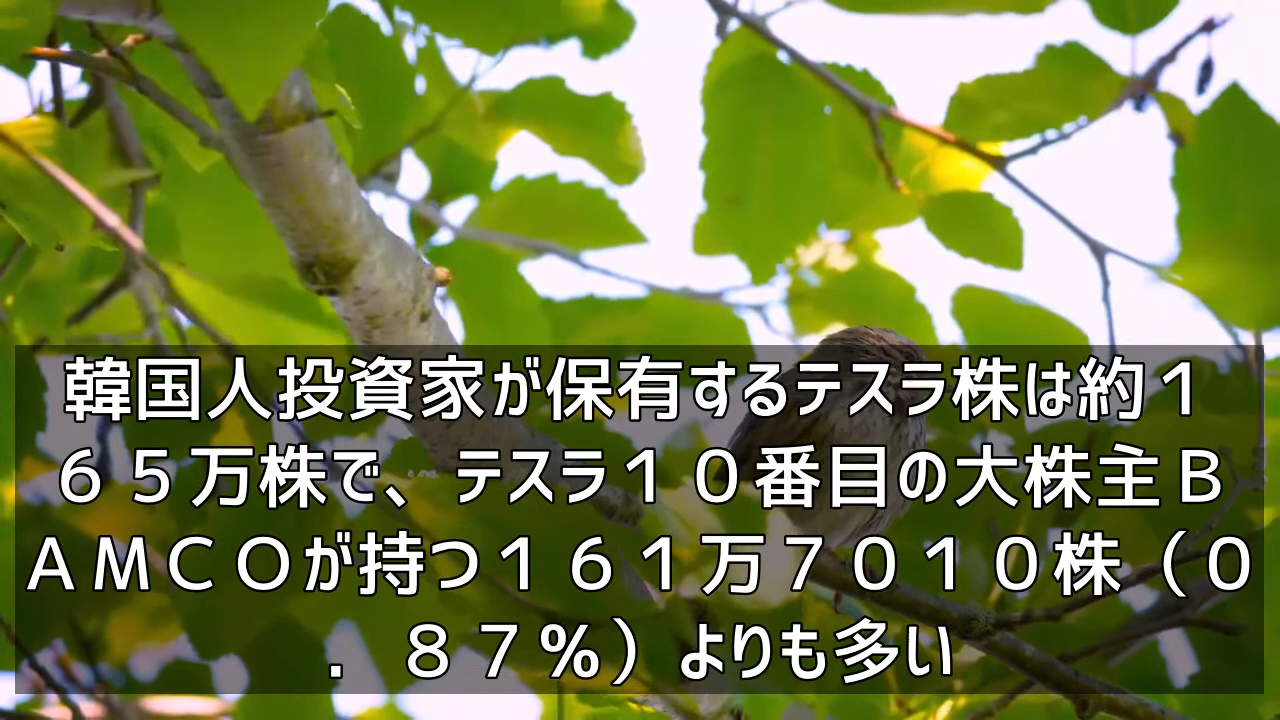 韓国人投資家が保有するテスラ株は約１
６５万株で、テスラ１０番目の大株主Ｂ
ＡＭＣＯが持つ１６１万７０１０株（０
．８７％）よりも多い